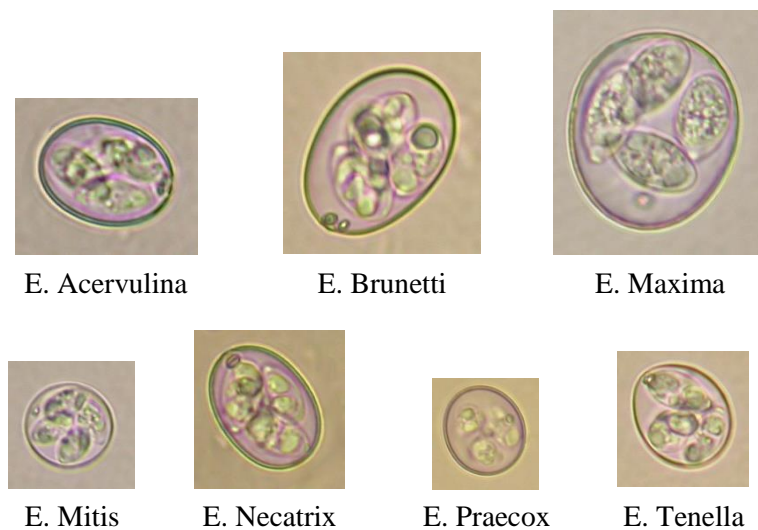 E. Acervulina E. Brunetti E. Maxima
E. Mitis E. Necatrix E. Praecox E. Tenella